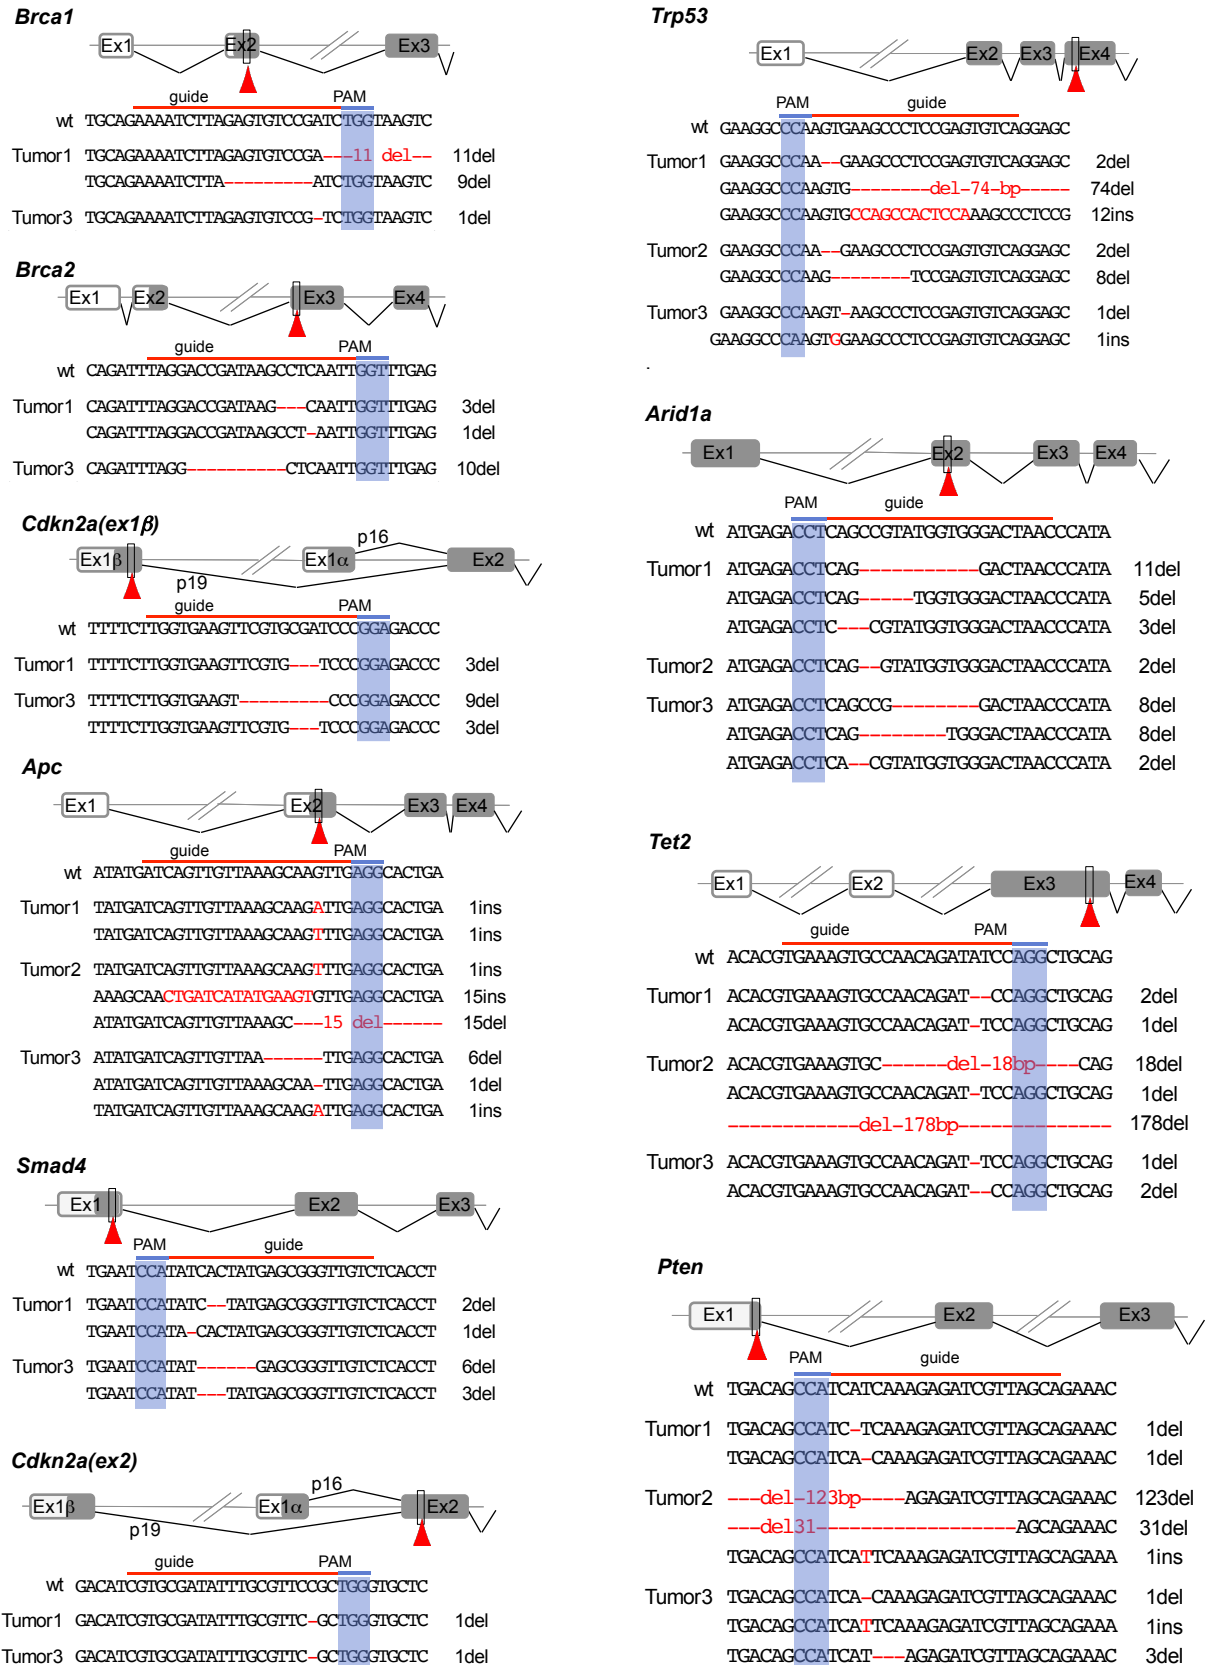 Brca1
Ex1 Ex2 Ex3
guide PAM
wt TGCAGAAAATCTTAGAGTGTCCGATCTGGTAAGTC
Tumor1 TGCAGAAAATCTTAGAGTGTCCGA---11 del-- 11del
TGCAGAAAATCTTA---------ATCTGGTAAGTC 9del
Tumor3 TGCAGAAAATCTTAGAGTGTCCG-TCTGGTAAGTC 1del
Brca2
Ex1 Ex2 Ex3 Ex4
guide PAM
wt CAGATTTAGGACCGATAAGCCTCAATTGGTTTGAG
Tumor1 CAGATTTAGGACCGATAAG---CAATTGGTTTGAG 3del
CAGATTTAGGACCGATAAGCCT-AATTGGTTTGAG 1del
Tumor3 CAGATTTAGG----------CTCAATTGGTTTGAG 10del
Cdkn2a(ex1β)
p16
Ex1β Ex1α Ex2
p19
guide PAM
wt TTTTCTTGGTGAAGTTCGTGCGATCCCGGAGACCC
Tumor1 TTTTCTTGGTGAAGTTCGTG---TCCCGGAGACCC 3del
Tumor3 TTTTCTTGGTGAAGT---------CCCGGAGACCC 9del
TTTTCTTGGTGAAGTTCGTG---TCCCGGAGACCC 3del
Apc
Ex1 Ex2 Ex3 Ex4
guide PAM
wt ATATGATCAGTTGTTAAAGCAAGTTGAGGCACTGA
Tumor1 TATGATCAGTTGTTAAAGCAAGATTGAGGCACTGA 1ins
TATGATCAGTTGTTAAAGCAAGTTTGAGGCACTGA 1ins
Tumor2 TATGATCAGTTGTTAAAGCAAGTTTGAGGCACTGA 1ins
AAAGCAACTGATCATATGAAGTGTTGAGGCACTGA 15ins
ATATGATCAGTTGTTAAAGC---15 del------ 15del
Tumor3 ATATGATCAGTTGTTAA------TTGAGGCACTGA 6del
ATATGATCAGTTGTTAAAGCAA-TTGAGGCACTGA 1del
TATGATCAGTTGTTAAAGCAAGATTGAGGCACTGA 1ins
Smad4
Ex1 Ex2 Ex3
PAM guide
wt TGAATCCATATCACTATGAGCGGGTTGTCTCACCT
Tumor1 TGAATCCATATC--TATGAGCGGGTTGTCTCACCT 2del
TGAATCCATA-CACTATGAGCGGGTTGTCTCACCT 1del
Tumor3 TGAATCCATAT------GAGCGGGTTGTCTCACCT 6del
TGAATCCATAT---TATGAGCGGGTTGTCTCACCT 3del
Cdkn2a(ex2)
p16
Ex1β Ex1α Ex2
p19
guide PAM
wt GACATCGTGCGATATTTGCGTTCCGCTGGGTGCTC
Tumor1 GACATCGTGCGATATTTGCGTTC-GCTGGGTGCTC 1del
Tumor3 GACATCGTGCGATATTTGCGTTC-GCTGGGTGCTC 1del
Trp53
Ex1 Ex2 Ex3 Ex4
PAM guide
wt GAAGGCCCAAGTGAAGCCCTCCGAGTGTCAGGAGC
Tumor1 GAAGGCCCAA--GAAGCCCTCCGAGTGTCAGGAGC 2del
GAAGGCCCAAGTG--------del-74-bp----- 74del
GAAGGCCCAAGTGCCAGCCACTCCAAAGCCCTCCG 12ins
Tumor2 GAAGGCCCAA--GAAGCCCTCCGAGTGTCAGGAGC 2del
GAAGGCCCAAG--------TCCGAGTGTCAGGAGC 8del
Tumor3 GAAGGCCCAAGT-AAGCCCTCCGAGTGTCAGGAGC 1del
GAAGGCCCAAGTGGAAGCCCTCCGAGTGTCAGGAGC 1ins
.
Arid1a
Ex1 Ex2 Ex3 Ex4
PAM guide
wt ATGAGACCTCAGCCGTATGGTGGGACTAACCCATA
Tumor1 ATGAGACCTCAG-----------GACTAACCCATA 11del
ATGAGACCTCAG-----TGGTGGGACTAACCCATA 5del
ATGAGACCTC---CGTATGGTGGGACTAACCCATA 3del
Tumor2 ATGAGACCTCAG--GTATGGTGGGACTAACCCATA 2del
Tumor3 ATGAGACCTCAGCCG--------GACTAACCCATA 8del
ATGAGACCTCAG--------TGGGACTAACCCATA 8del
ATGAGACCTCA--CGTATGGTGGGACTAACCCATA 2del
Tet2
Ex1 Ex2 Ex3 Ex4
guide PAM
wt ACACGTGAAAGTGCCAACAGATATCCAGGCTGCAG
Tumor1 ACACGTGAAAGTGCCAACAGAT--CCAGGCTGCAG 2del
ACACGTGAAAGTGCCAACAGAT-TCCAGGCTGCAG 1del
Tumor2 ACACGTGAAAGTGC------del-18bp----CAG 18del
ACACGTGAAAGTGCCAACAGAT-TCCAGGCTGCAG 1del
------------del-178bp-------------- 178del
Tumor3 ACACGTGAAAGTGCCAACAGAT-TCCAGGCTGCAG 1del
ACACGTGAAAGTGCCAACAGAT--CCAGGCTGCAG 2del
Pten
Ex1 Ex2 Ex3
PAM guide
wt TGACAGCCATCATCAAAGAGATCGTTAGCAGAAAC
Tumor1 TGACAGCCATC-TCAAAGAGATCGTTAGCAGAAAC 1del
TGACAGCCATCA-CAAAGAGATCGTTAGCAGAAAC 1del
Tumor2 ---del-123bp----AGAGATCGTTAGCAGAAAC 123del
---del31------------------AGCAGAAAC 31del
TGACAGCCATCATTCAAAGAGATCGTTAGCAGAAA 1ins
Tumor3 TGACAGCCATCA-CAAAGAGATCGTTAGCAGAAAC 1del
TGACAGCCATCATTCAAAGAGATCGTTAGCAGAAA 1ins
TGACAGCCATCAT---AGAGATCGTTAGCAGAAAC 3del